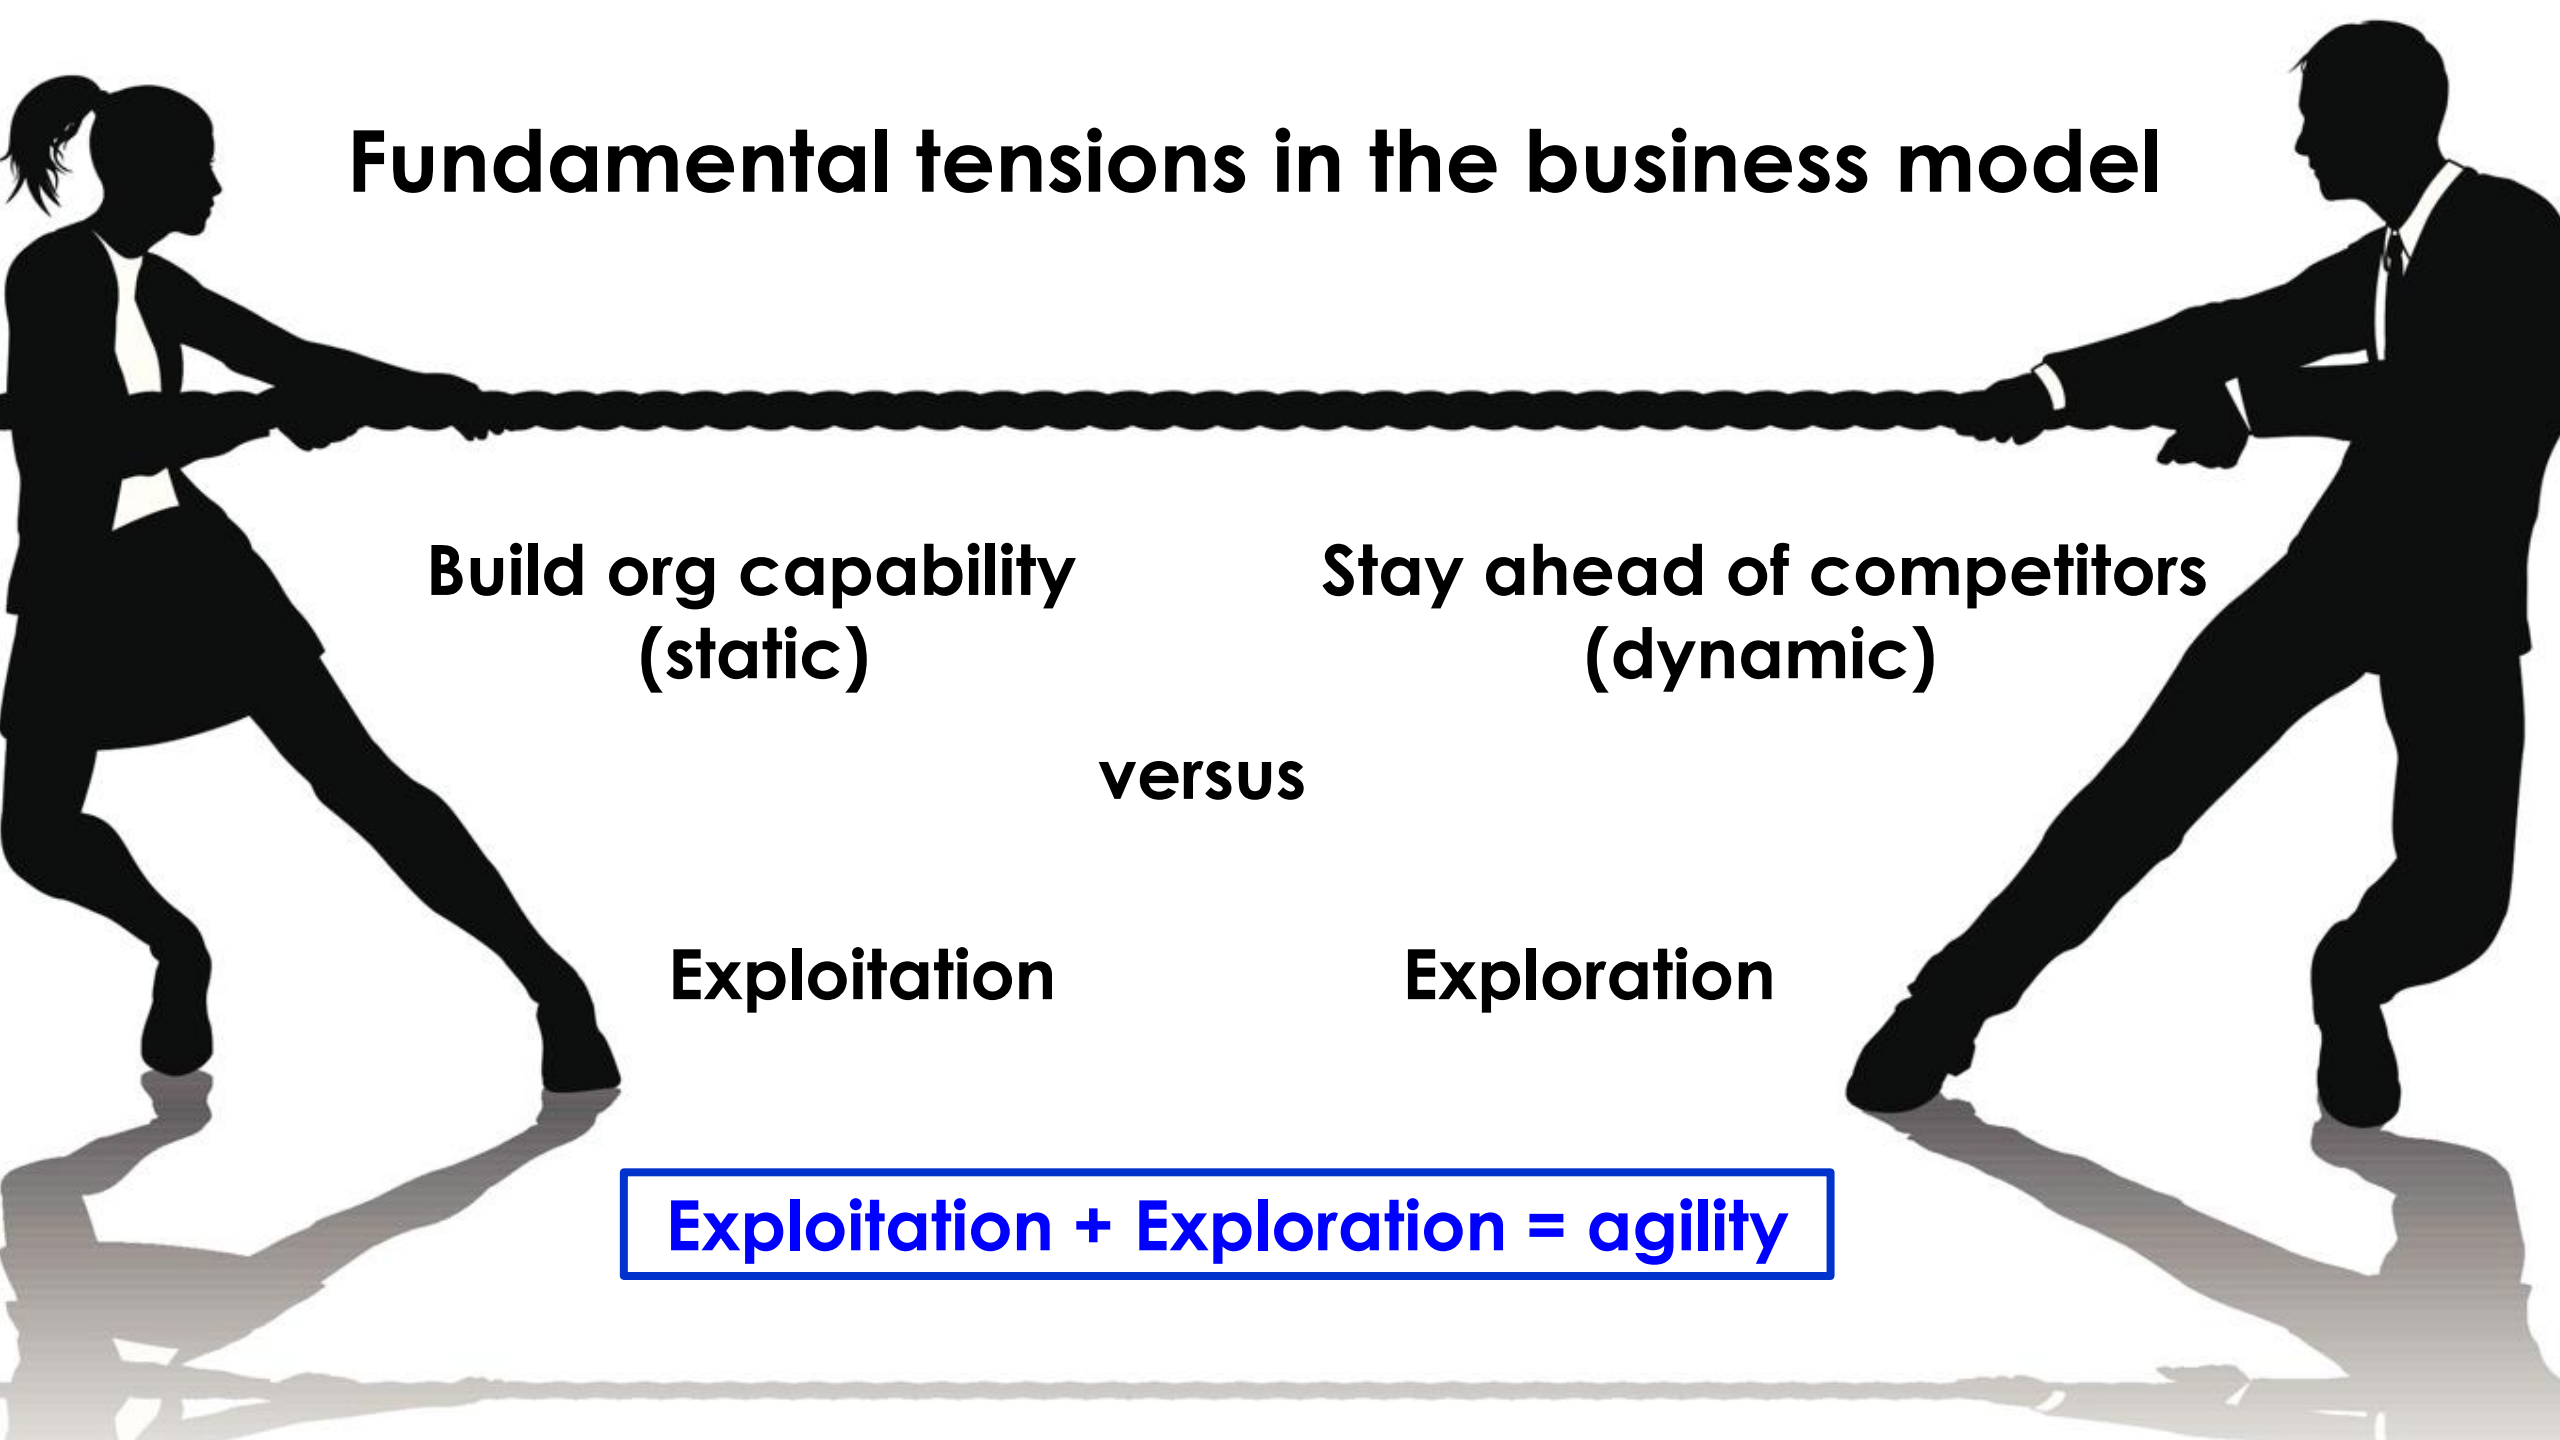 Fundamental tensions in the business model
Build org capability
(static)
Stay ahead of competitors
(dynamic)
versus
Exploitation
Exploration
Exploitation + Exploration = agility